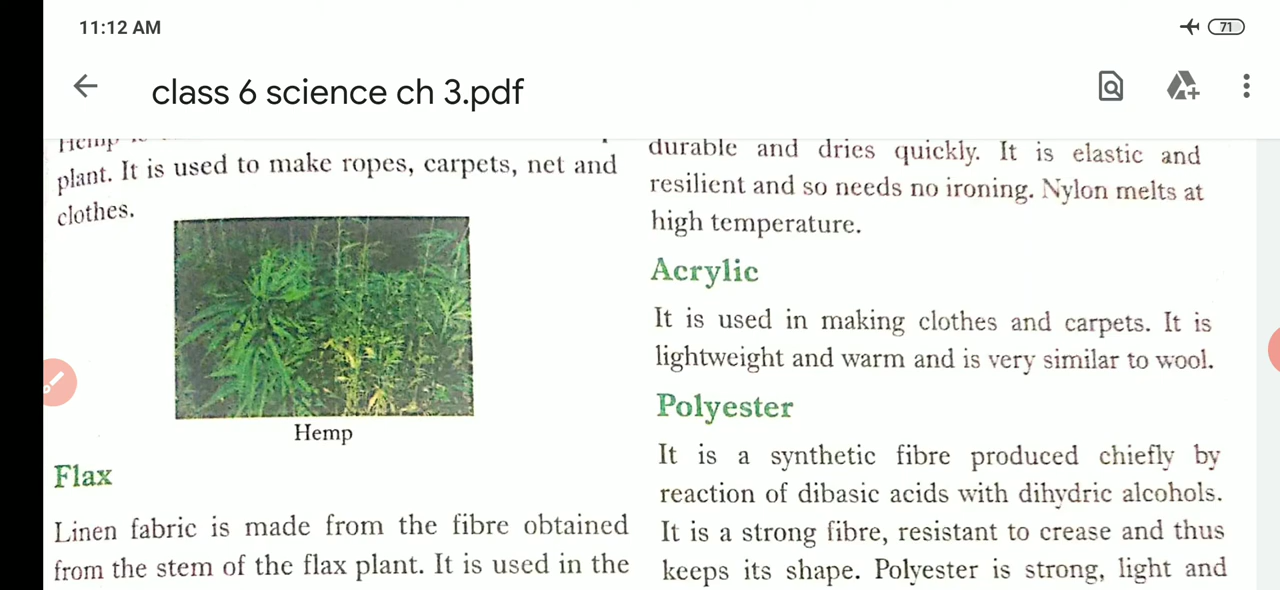 11:12 AM
71
class 6 science ch 3.pdf
Hemp
plant. It is used to make ropes, carpets, net and
clothes.
Hemp
Flax
Linen fabric is made from the fibre obtained
from the stem of the flax plant. It is used in the
durable and dries quickly. It is elastic and
resilient and so needs no ironing. Nylon melts at
high temperature.
Acrylic
It is used in making clothes and carpets. It is
lightweight and warm and is very similar to wool.
Polyester
It is a synthetic fibre produced chiefly by
reaction of dibasic acids with dihydric alcohols.
It is a strong fibre, resistant to crease and thus
keeps its shape. Polyester is strong, light and